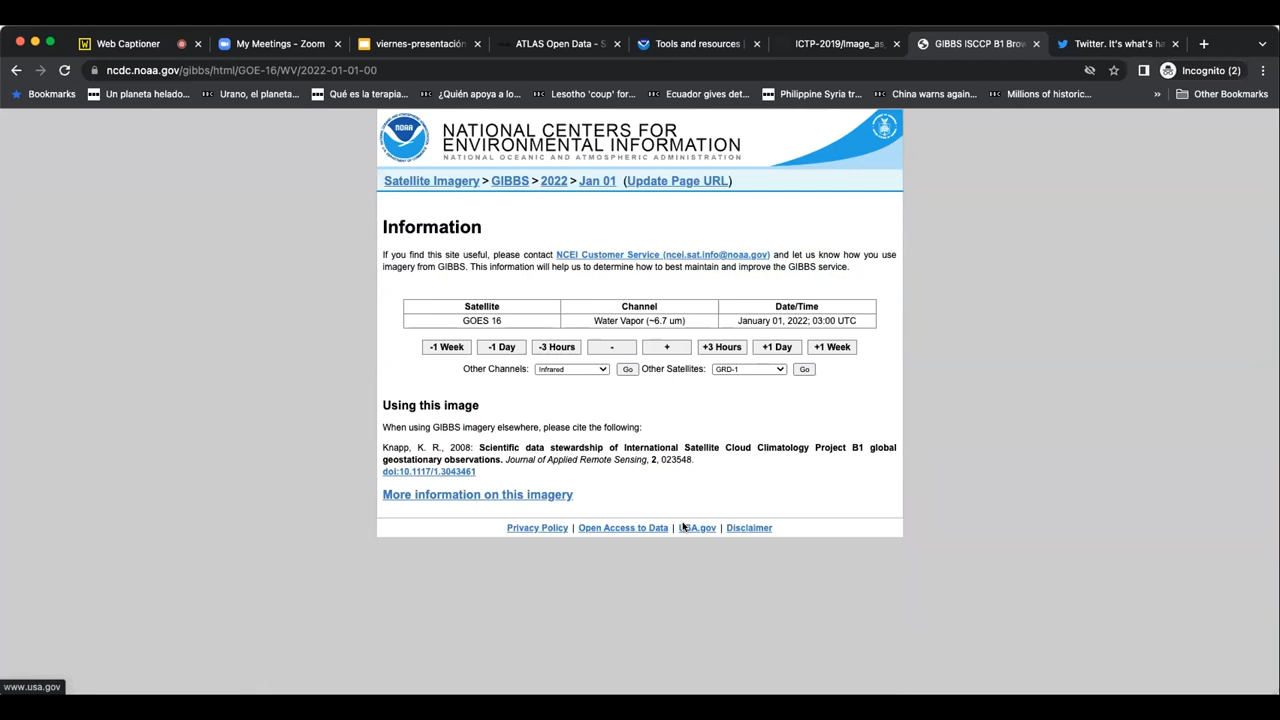 Web Captioner
My Meetings - Zoom
viernes-presentación
ATLAS Open Data - S
Tools and resources |
ICTP-2019/Image_as
GIBBS ISCCP B1 Brow
Twitter. It's what's ha
ncdc.noaa.gov/gibbs/html/GOE-16/WV/2022-01-01-00
Incognito (2)
Bookmarks
Un planeta helado...
Urano, el planeta...
Qué es la terapia...
¿Quién apoya a lo...
Lesotho 'coup' for...
Ecuador gives det...
Philippine Syria tr...
China warns again...
Millions of historic...
»
Other Bookmarks
NOAA
NATIONAL CENTERS FOR
ENVIRONMENTAL INFORMATION
NATIONAL OCEANIC AND ATMOSPHERIC ADMINISTRATION
Satellite Imagery > GIBBS > 2022 > Jan 01 (Update Page URL)
Information
If you find this site useful, please contact NCEI Customer Service (ncei.sat.info@noaa.gov) and let us know how you use
imagery from GIBBS. This information will help us to determine how to best maintain and improve the GIBBS service.
Satellite Channel Date/Time
GOES 16 Water Vapor (~6.7 um) January 01, 2022; 03:00 UTC
-1 Week -1 Day -3 Hours - + +3 Hours +1 Day +1 Week
Other Channels: Infrared Go Other Satellites: GRD-1 Go
Using this image
When using GIBBS imagery elsewhere, please cite the following:
Knapp, K. R., 2008: Scientific data stewardship of International Satellite Cloud Climatology Project B1 global
geostationary observations. Journal of Applied Remote Sensing, 2, 023548.
doi:10.1117/1.3043461
More information on this imagery
Privacy Policy | Open Access to Data | USA.gov | Disclaimer
www.usa.gov